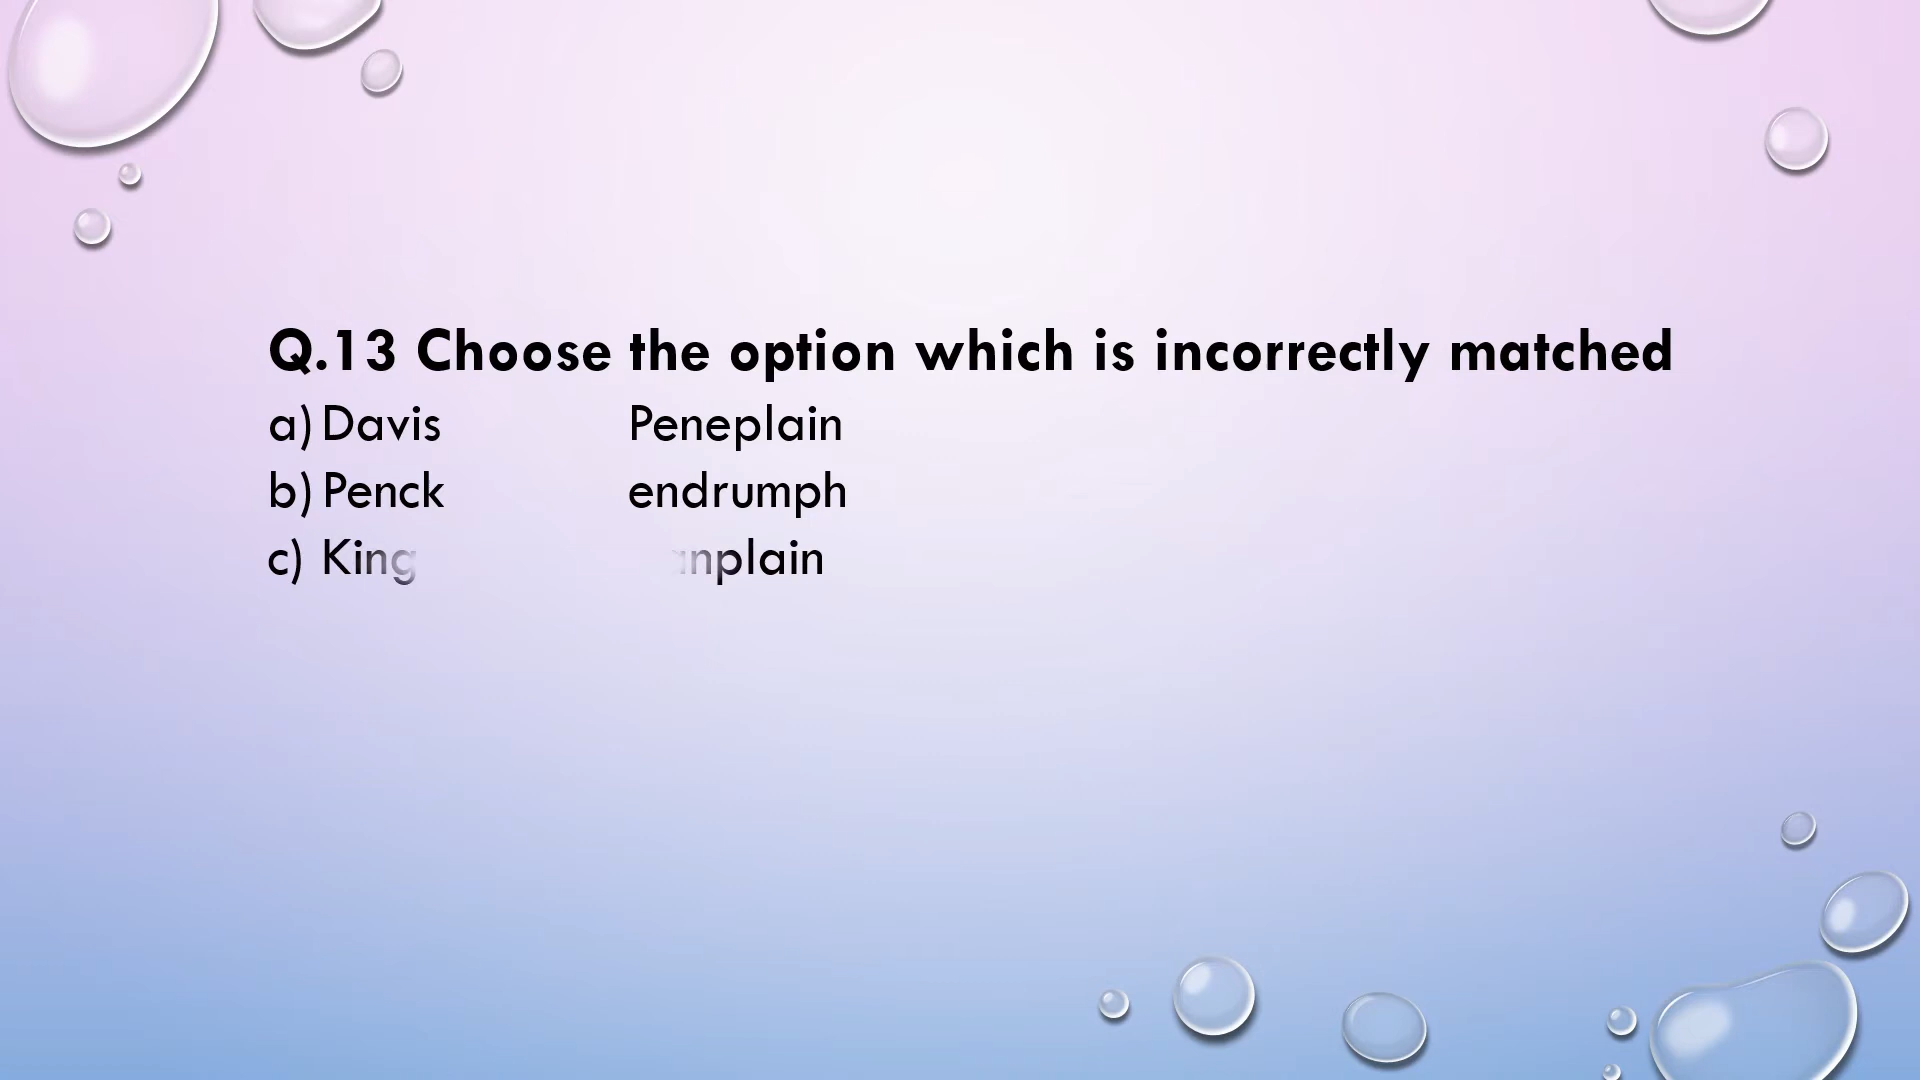 Q.13 Choose the option which is incorrectly matched
a) Davis Peneplain
b) Penck endrumph
c) King